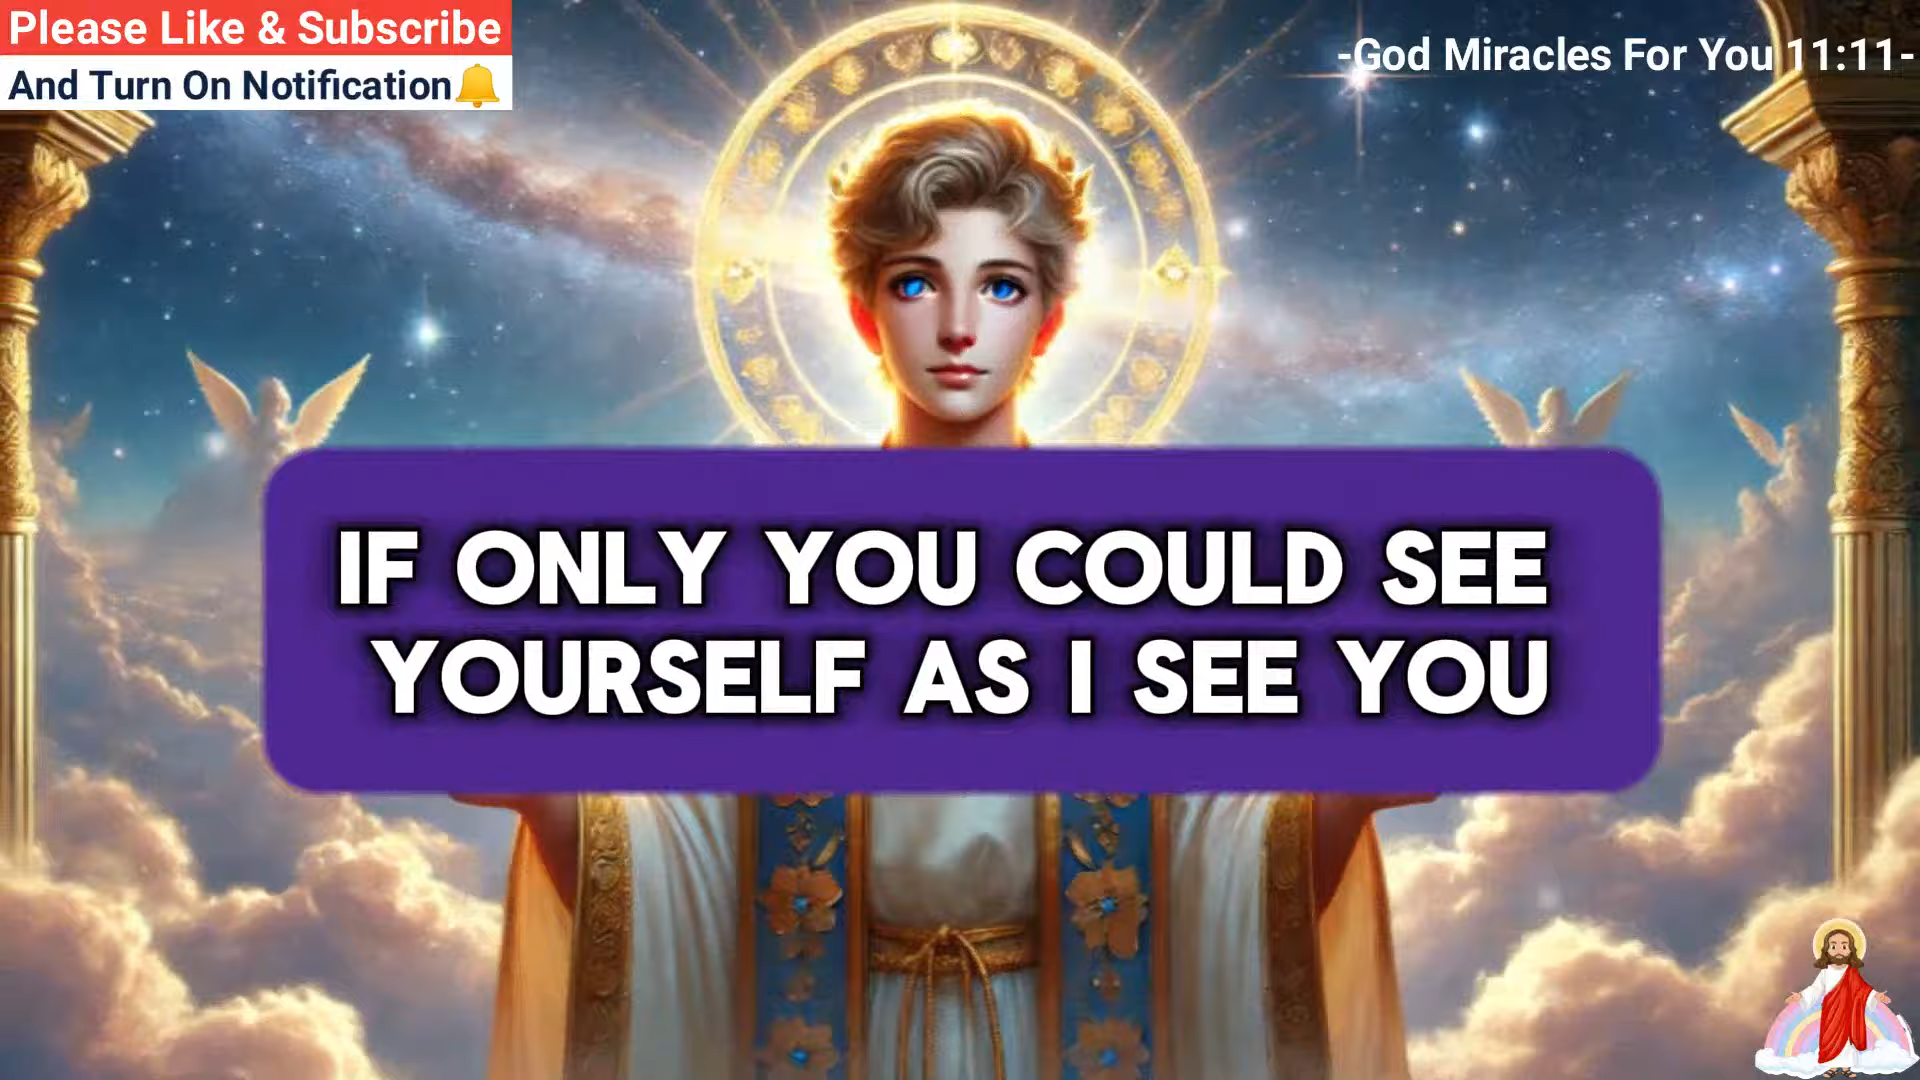 Please Like & Subscribe
And Turn On Notification🔔
-God Miracles For You 11:11-
IF ONLY YOU COULD SEE
YOURSELF AS I SEE YOU